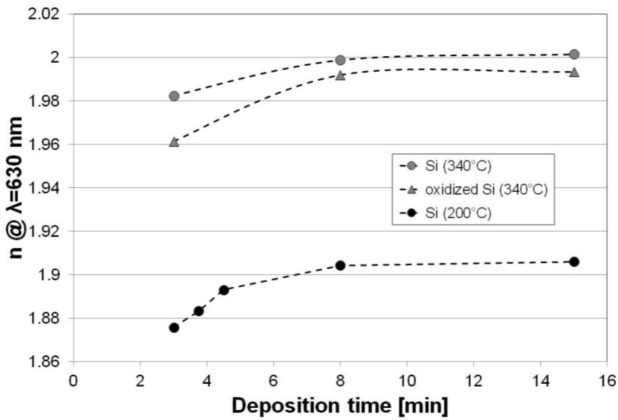 2.02
2
1.98
1.96
1.94
1.92
1.9
1.88
1.86
n @ λ=630 nm
Si (340°C)
oxidized Si (340°C)
Si (200°C)
0 2 4 6 8 10 12 14 16
Deposition time [min]